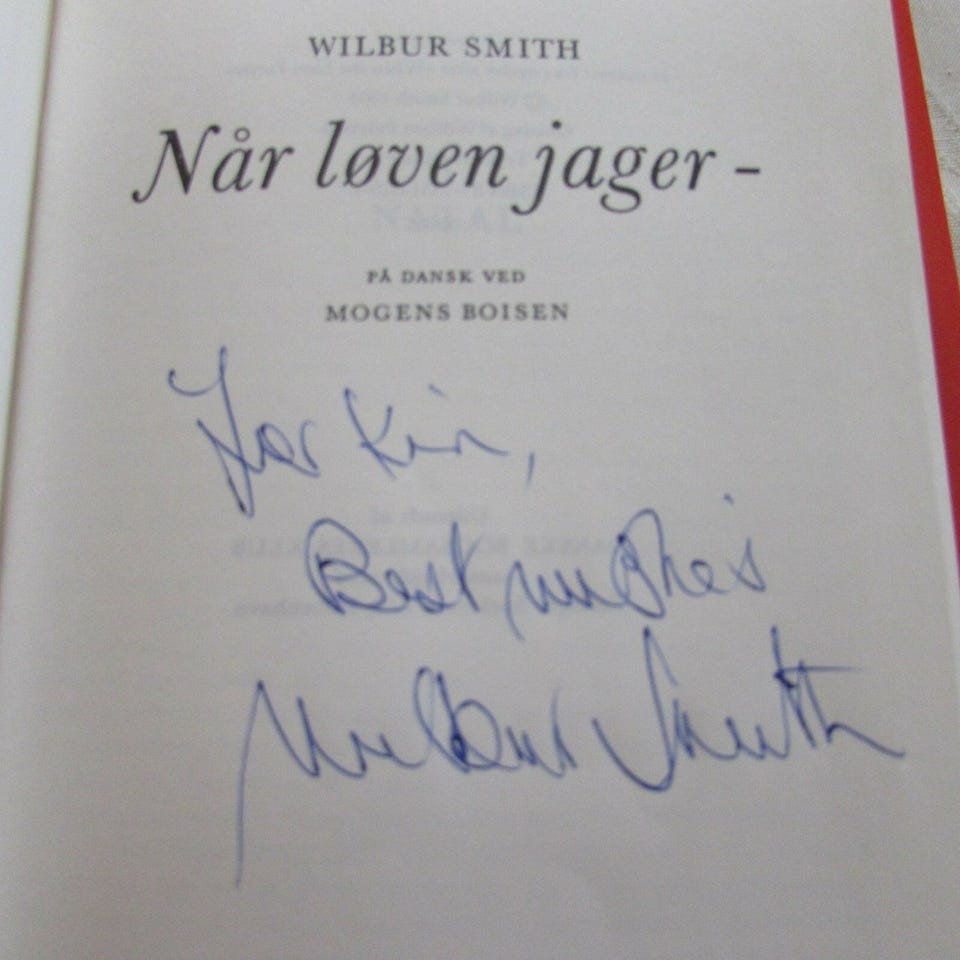 WILBUR SMITH
Når løven jager -
PÅ DANSK VED
MOGENS BOISEN
For Kim,
Best wishes
Wilbur Smith